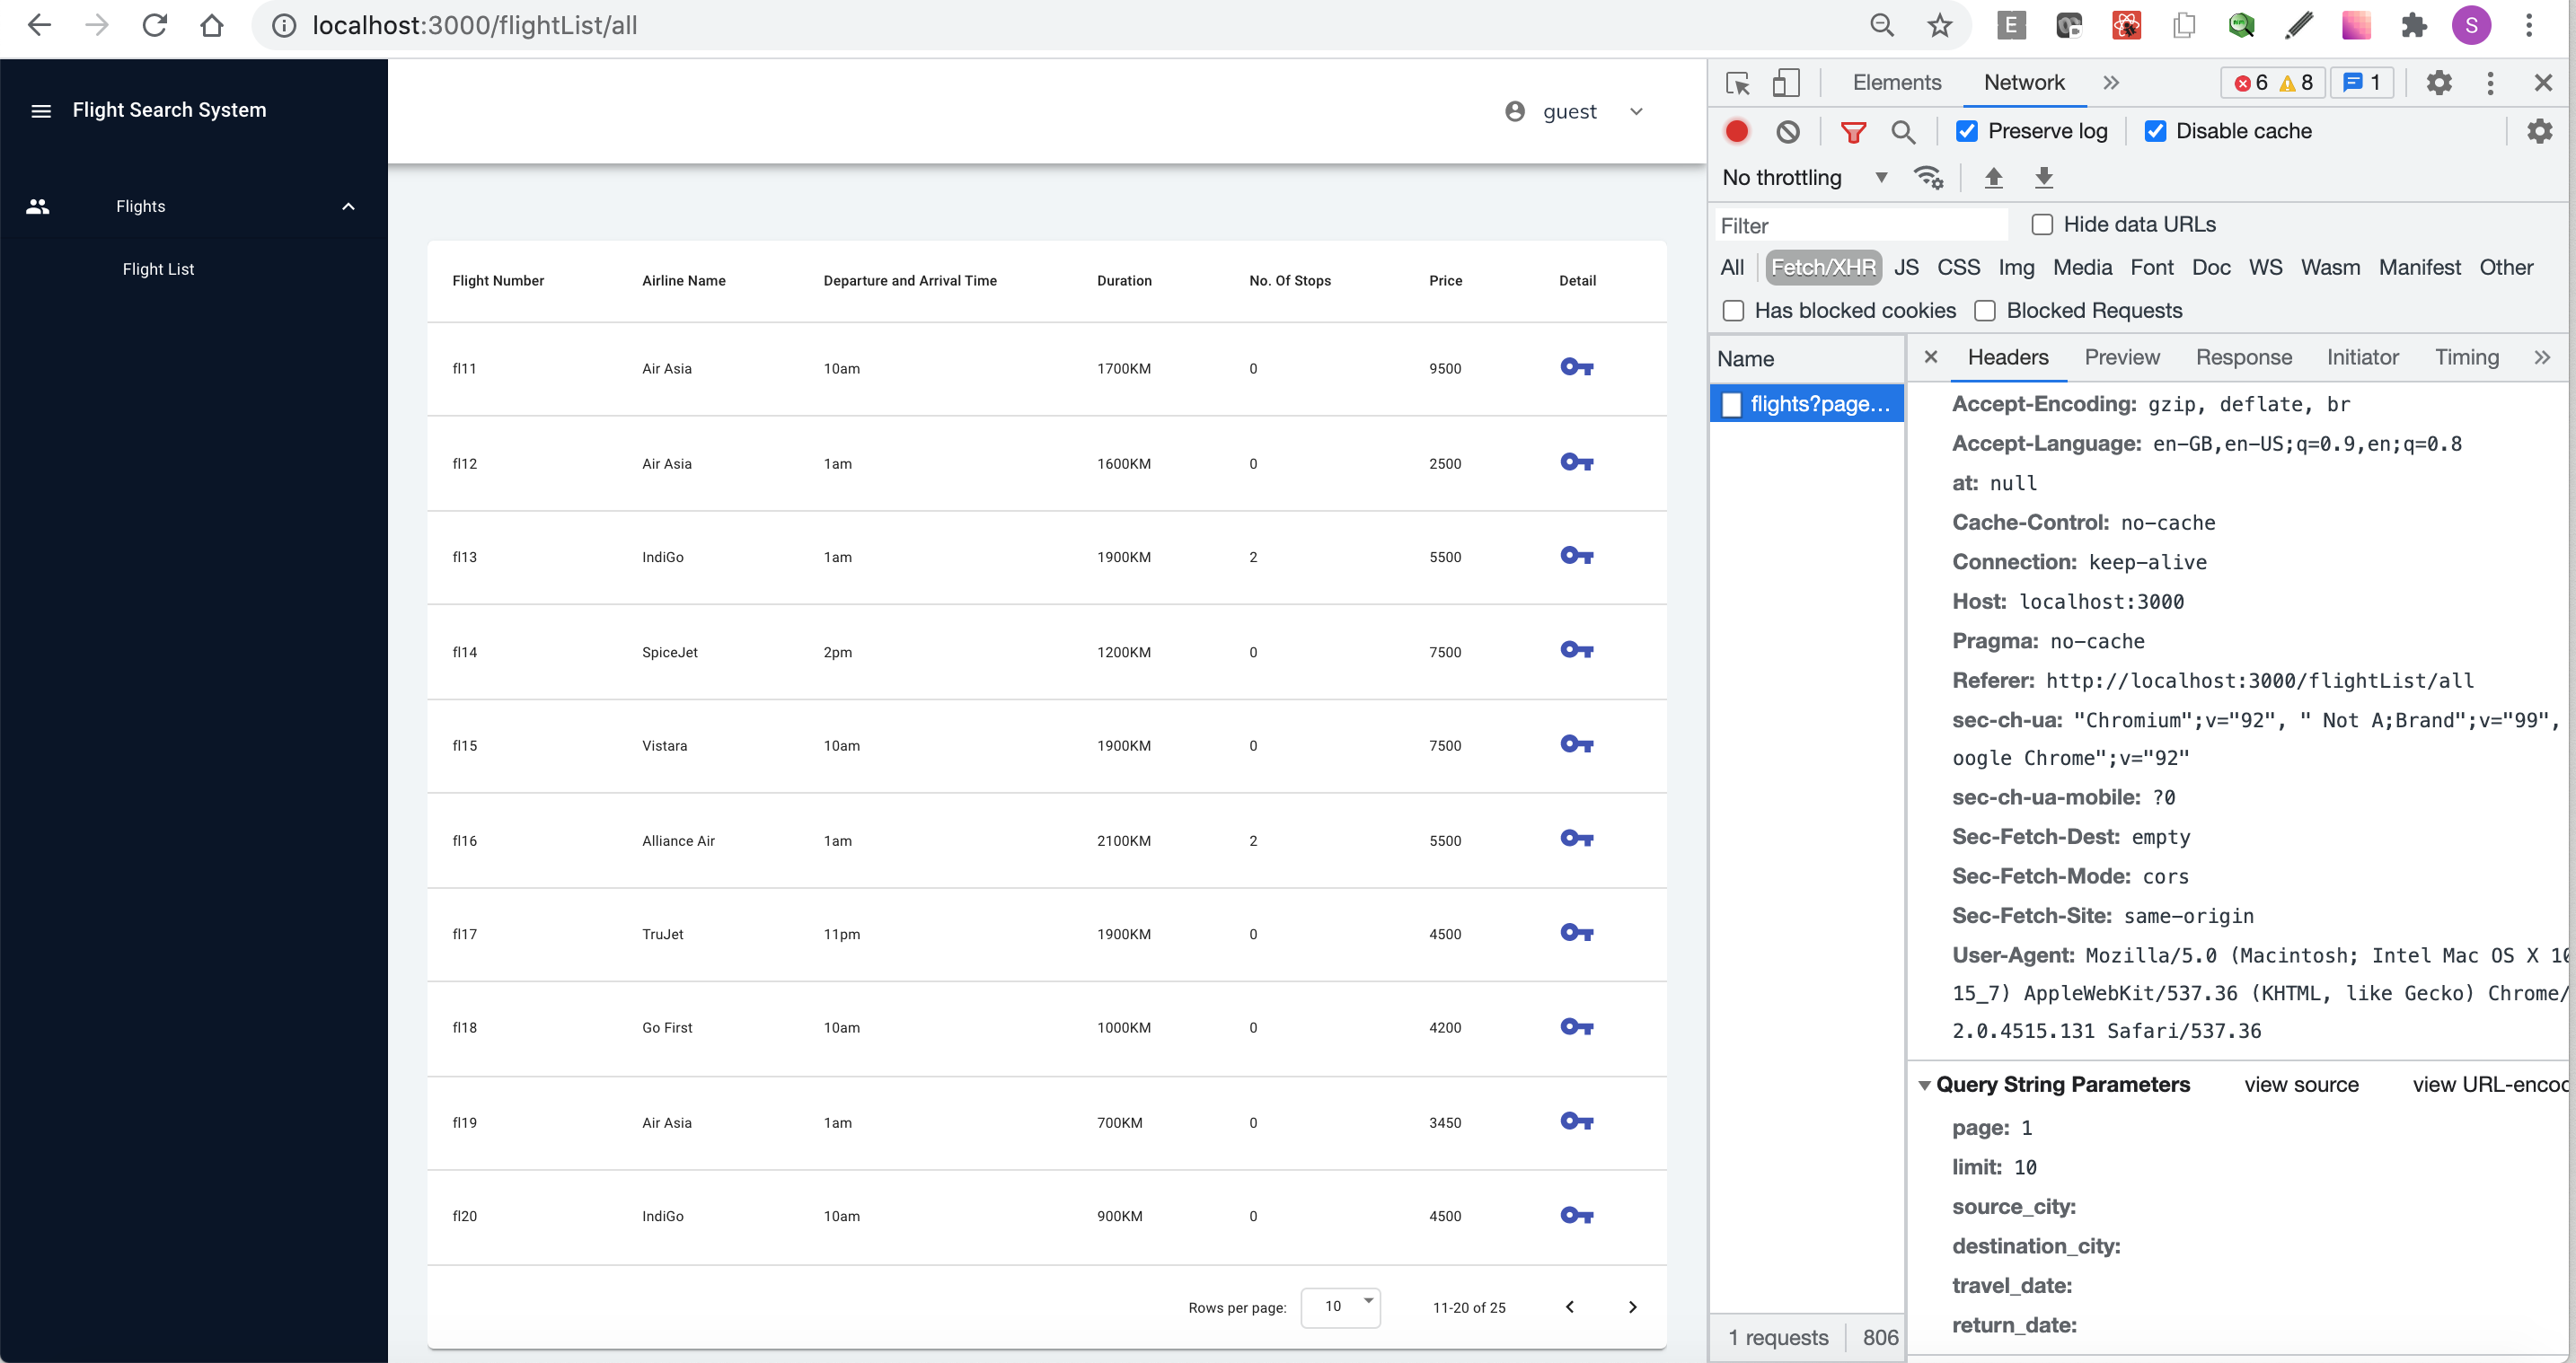 localhost:3000/flightList/all
E
S
Flight Search System
Flights
Flight List
guest
Flight Number Airline Name Departure and Arrival Time Duration No. Of Stops Price Detail
fl11 Air Asia 10am 1700KM 0 9500
fl12 Air Asia 1am 1600KM 0 2500
fl13 IndiGo 1am 1900KM 2 5500
fl14 SpiceJet 2pm 1200KM 0 7500
fl15 Vistara 10am 1900KM 0 7500
fl16 Alliance Air 1am 2100KM 2 5500
fl17 TruJet 11pm 1900KM 0 4500
fl18 Go First 10am 1000KM 0 4200
fl19 Air Asia 1am 700KM 0 3450
fl20 IndiGo 10am 900KM 0 4500
Rows per page: 10 11-20 of 25
Elements Network 6 8 1
Preserve log Disable cache
No throttling
Filter Hide data URLs
All Fetch/XHR JS CSS Img Media Font Doc WS Wasm Manifest Other
Has blocked cookies Blocked Requests
Name
flights?page...
1 requests 806
Headers Preview Response Initiator Timing
Accept-Encoding: gzip, deflate, br
Accept-Language: en-GB,en-US;q=0.9,en;q=0.8
at: null
Cache-Control: no-cache
Connection: keep-alive
Host: localhost:3000
Pragma: no-cache
Referer: http://localhost:3000/flightList/all
sec-ch-ua: "Chromium";v="92", " Not A;Brand";v="99",
oogle Chrome";v="92"
sec-ch-ua-mobile: ?0
Sec-Fetch-Dest: empty
Sec-Fetch-Mode: cors
Sec-Fetch-Site: same-origin
User-Agent: Mozilla/5.0 (Macintosh; Intel Mac OS X 10
15_7) AppleWebKit/537.36 (KHTML, like Gecko) Chrome/
2.0.4515.131 Safari/537.36
Query String Parameters view source view URL-encod
page: 1
limit: 10
source_city:
destination_city:
travel_date:
return_date: